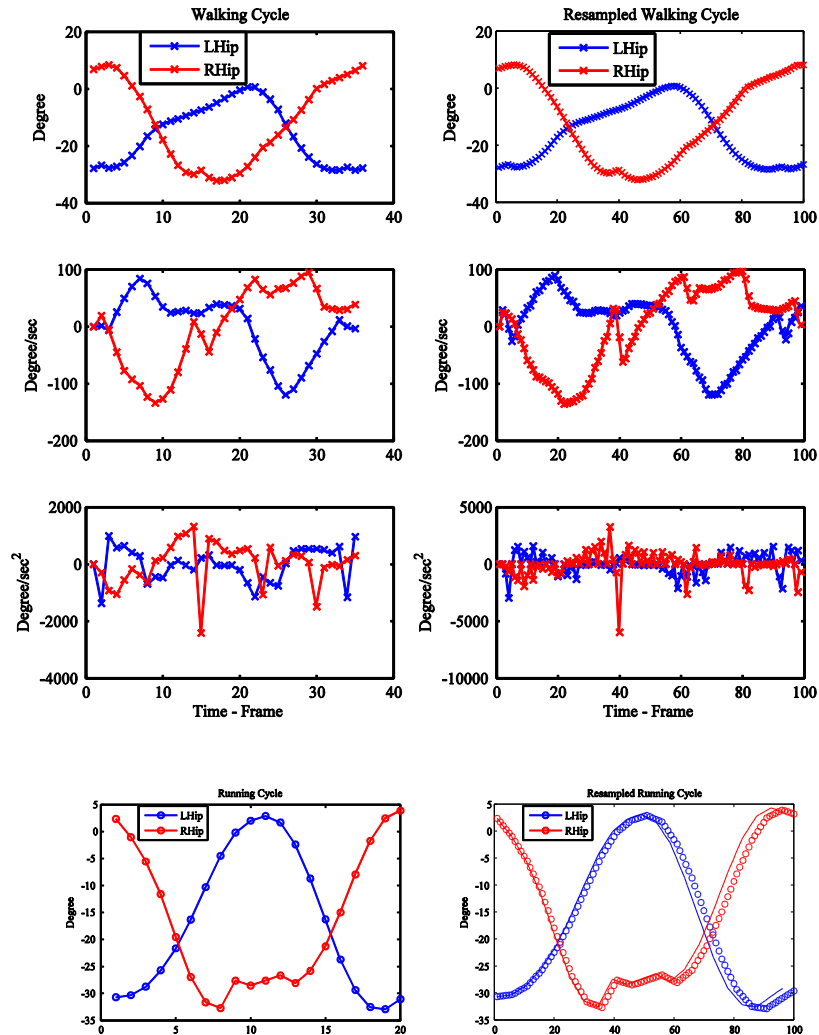 Walking Cycle
20
0
-20
-40
Degree
LHip
RHip
0 10 20 30 40
Resampled Walking Cycle
20
0
-20
-40
Degree
LHip
RHip
0 20 40 60 80 100
100
0
-100
-200
Degree/sec
0 10 20 30 40
100
0
-100
-200
Degree/sec
0 20 40 60 80 100
2000
0
-2000
-4000
Degree/sec²
0 10 20 30 40
Time - Frame
5000
0
-5000
-10000
Degree/sec²
0 20 40 60 80 100
Time - Frame
Running Cycle
5
0
-5
-10
-15
-20
-25
-30
-35
Degree
LHip
RHip
0 5 10 15 20
Resampled Running Cycle
5
0
-5
-10
-15
-20
-25
-30
-35
Degree
LHip
RHip
0 20 40 60 80 100